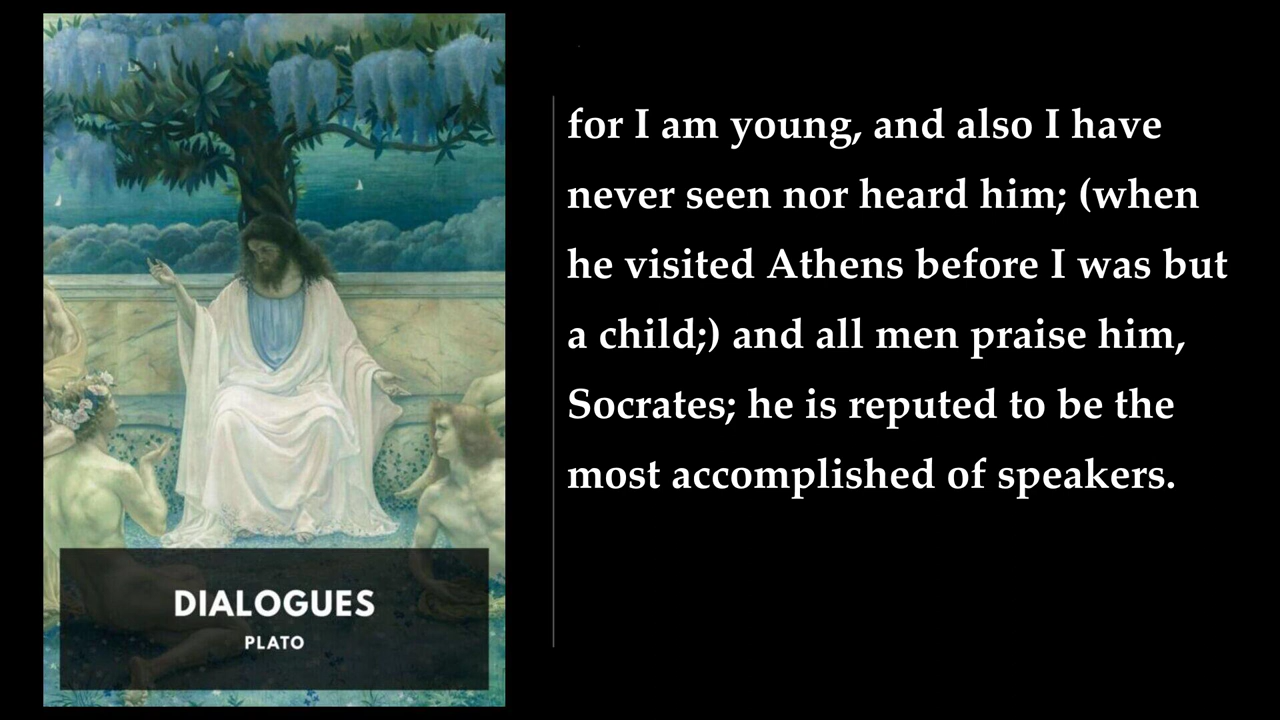 DIALOGUES
PLATO
for I am young, and also I have
never seen nor heard him; (when
he visited Athens before I was but
a child;) and all men praise him,
Socrates; he is reputed to be the
most accomplished of speakers.